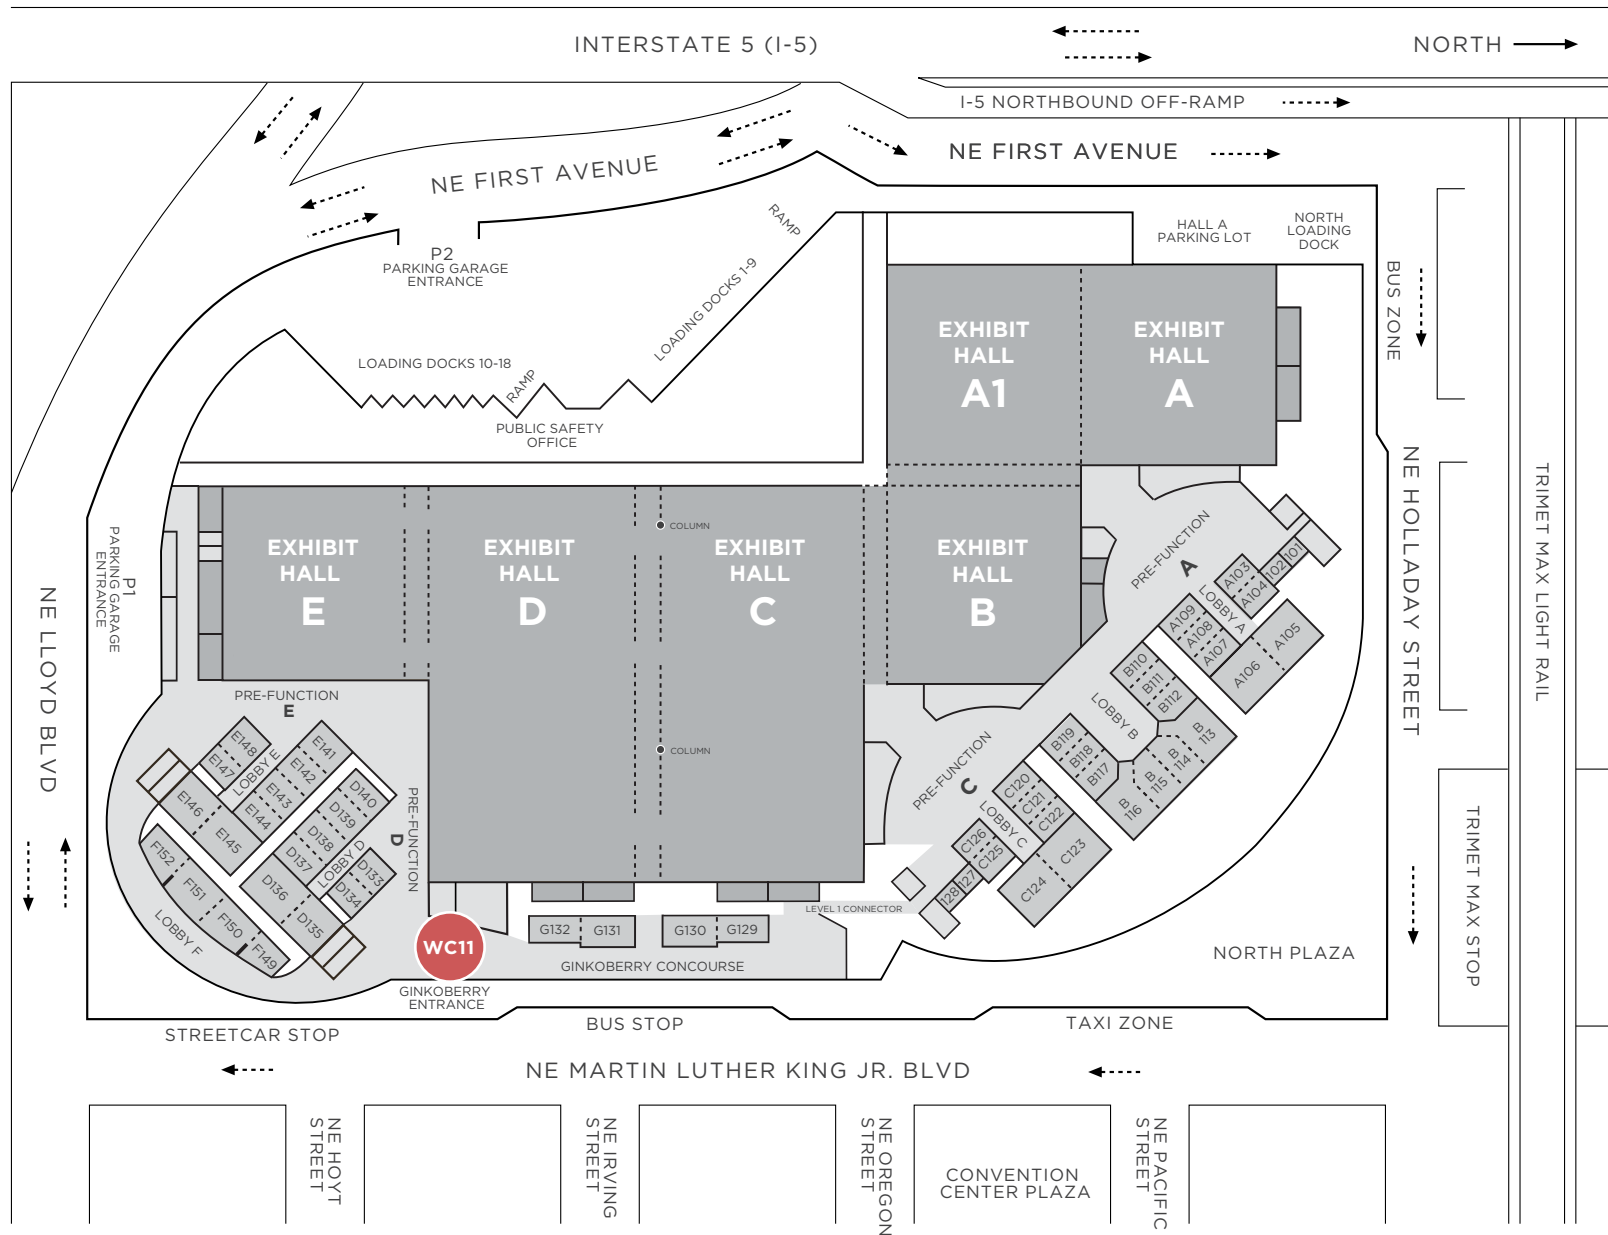 INTERSTATE 5 (I-5)
NORTH
I-5 NORTHBOUND OFF-RAMP
NE FIRST AVENUE
NE FIRST AVENUE
P2
PARKING GARAGE
ENTRANCE
RAMP
LOADING DOCKS 1-9
LOADING DOCKS 10-18
RAMP
PUBLIC SAFETY
OFFICE
HALL A
PARKING LOT
NORTH
LOADING
DOCK
BUS ZONE
EXHIBIT
HALL
A1
EXHIBIT
HALL
A
EXHIBIT
HALL
E
EXHIBIT
HALL
D
EXHIBIT
HALL
C
EXHIBIT
HALL
B
COLUMN
COLUMN
P1
PARKING GARAGE
ENTRANCE
NE LLOYD BLVD
NE HOLLADAY STREET
TRIMET MAX LIGHT RAIL
TRIMET MAX STOP
PRE-FUNCTION
A
LOBBY A
101
102
A103
A104
A105
A106
A107
A108
A109
B110
B111
B112
LOBBY B
B
113
B
114
B
115
B
116
B117
B118
B119
PRE-FUNCTION
C
LOBBY C
C120
C121
C122
C123
C124
C125
C126
127
128
LEVEL 1 CONNECTOR
G129
G130
G131
G132
GINKOBERRY CONCOURSE
WC11
GINKOBERRY
ENTRANCE
PRE-FUNCTION
D
LOBBY D
D133
D134
D135
D136
D137
D138
D139
D140
PRE-FUNCTION
E
LOBBY E
E141
E142
E143
E144
E145
E146
E147
E148
LOBBY F
F149
F150
F151
F152
NORTH PLAZA
STREETCAR STOP
BUS STOP
TAXI ZONE
NE MARTIN LUTHER KING JR. BLVD
NE HOYT
STREET
NE IRVING
STREET
NE OREGON
STREET
CONVENTION
CENTER PLAZA
NE PACIFIC
STREET